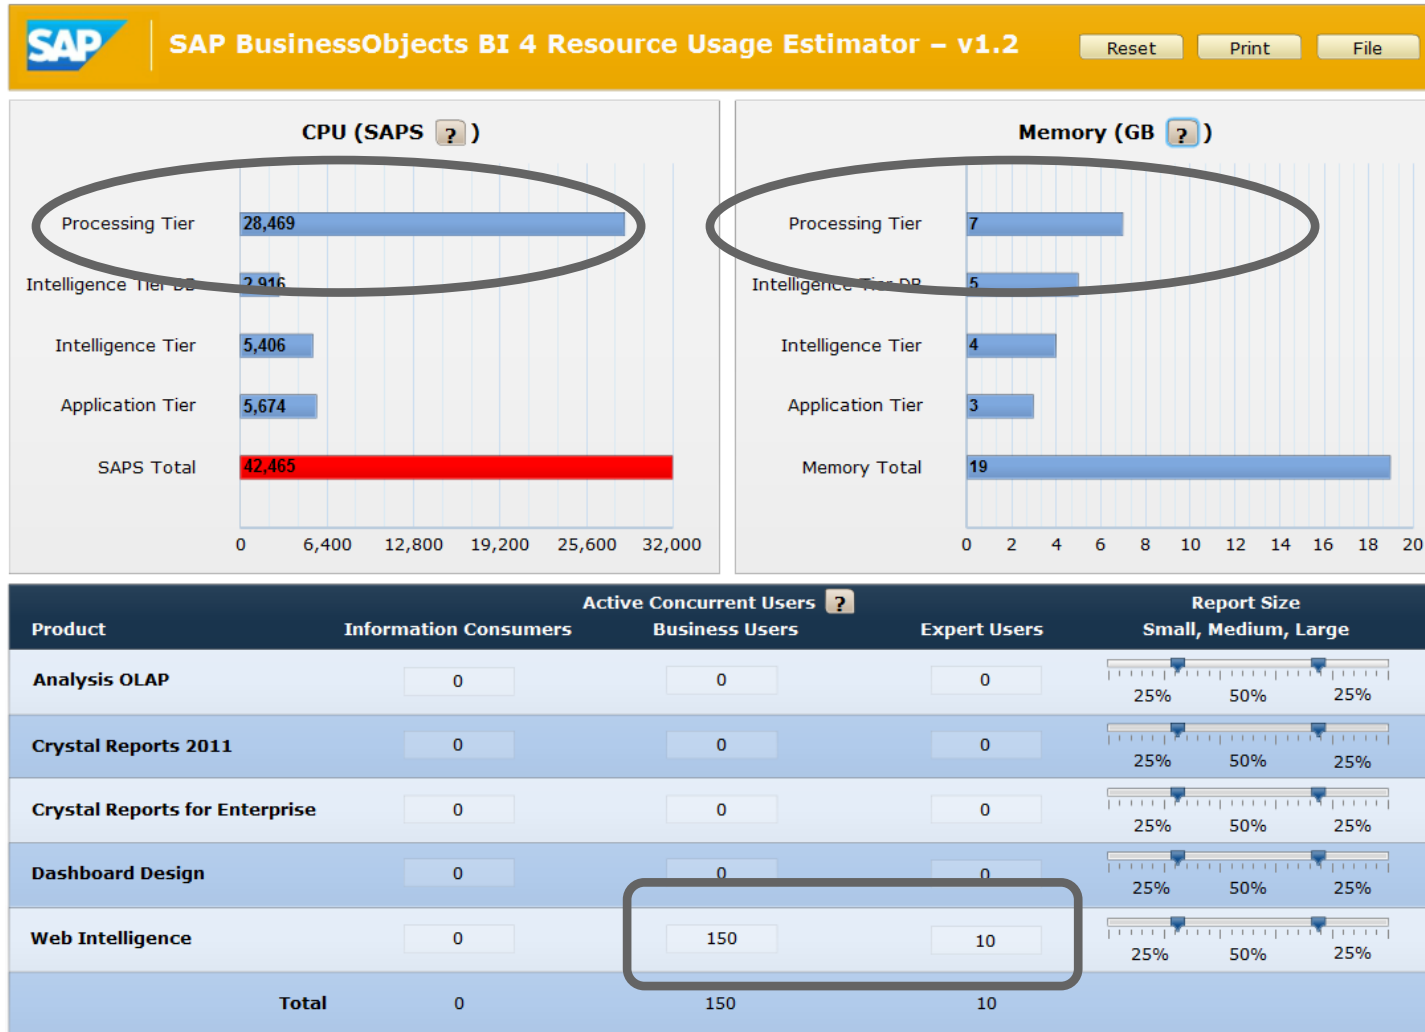 SAP
SAP BusinessObjects BI 4 Resource Usage Estimator – v1.2
Reset Print File
CPU (SAPS ? )
Processing Tier 28,469
Intelligence Tier DB 2,916
Intelligence Tier 5,406
Application Tier 5,674
SAPS Total 42,465
0 6,400 12,800 19,200 25,600 32,000
Memory (GB ? )
Processing Tier 7
Intelligence Tier DB 5
Intelligence Tier 4
Application Tier 3
Memory Total 19
0 2 4 6 8 10 12 14 16 18 20
Active Concurrent Users ? Report Size
Product Information Consumers Business Users Expert Users Small, Medium, Large
Analysis OLAP 0 0 0
25% 50% 25%
Crystal Reports 2011 0 0 0
25% 50% 25%
Crystal Reports for Enterprise 0 0 0
25% 50% 25%
Dashboard Design 0 0 0
25% 50% 25%
Web Intelligence 0 150 10
25% 50% 25%
Total 0 150 10